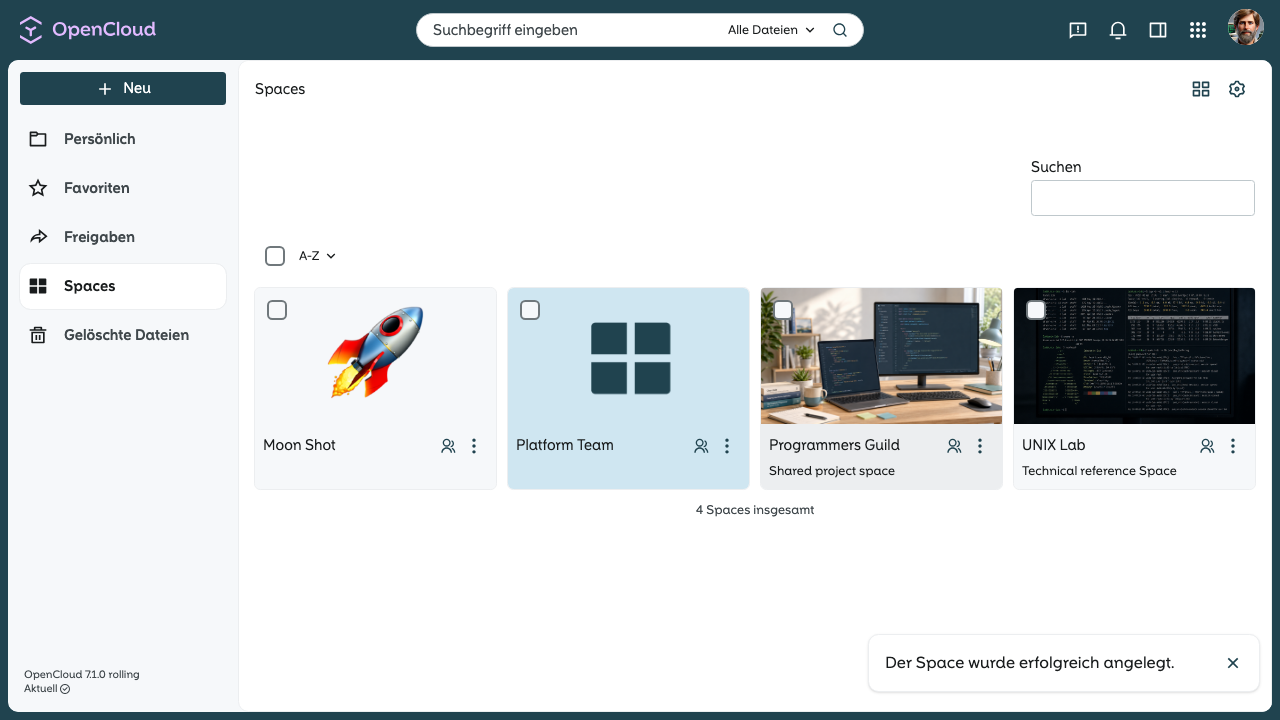 OpenCloud
Suchbegriff eingeben
Alle Dateien
Neu
Spaces
Persönlich
Favoriten
Freigaben
Spaces
Gelöschte Dateien
Suchen
A-Z
Moon Shot
Platform Team
Programmers Guild
Shared project space
UNIX Lab
Technical reference Space
4 Spaces insgesamt
OpenCloud 7.1.0 rolling
Aktuell
Der Space wurde erfolgreich angelegt.